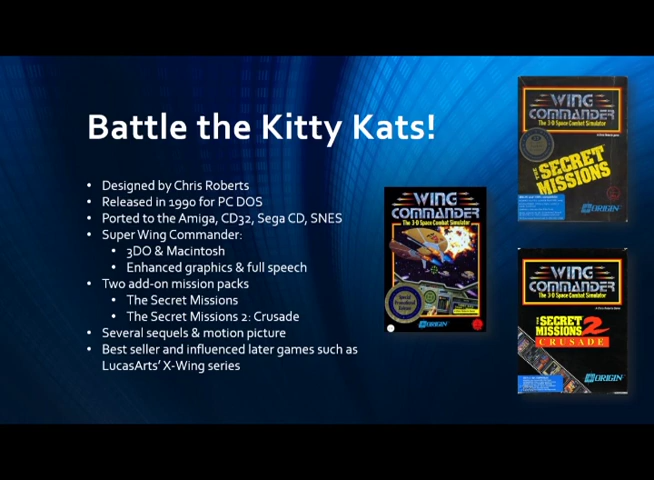 Battle the Kitty Kats!
• Designed by Chris Roberts
• Released in 1990 for PC DOS
• Ported to the Amiga, CD32, Sega CD, SNES
• Super Wing Commander:
• 3DO & Macintosh
• Enhanced graphics & full speech
• Two add-on mission packs
• The Secret Missions
• The Secret Missions 2: Crusade
• Several sequels & motion picture
• Best seller and influenced later games such as
LucasArts' X-Wing series
WING
COMMANDER
The 3-D Space Combat Simulator
Special
Promotional
Edition
ORIGIN
WING
COMMANDER
The 3-D Space Combat Simulator
THE SECRET
MISSIONS
ORIGIN
WING
COMMANDER
The 3-D Space Combat Simulator
THE SECRET
MISSIONS 2
CRUSADE
ORIGIN